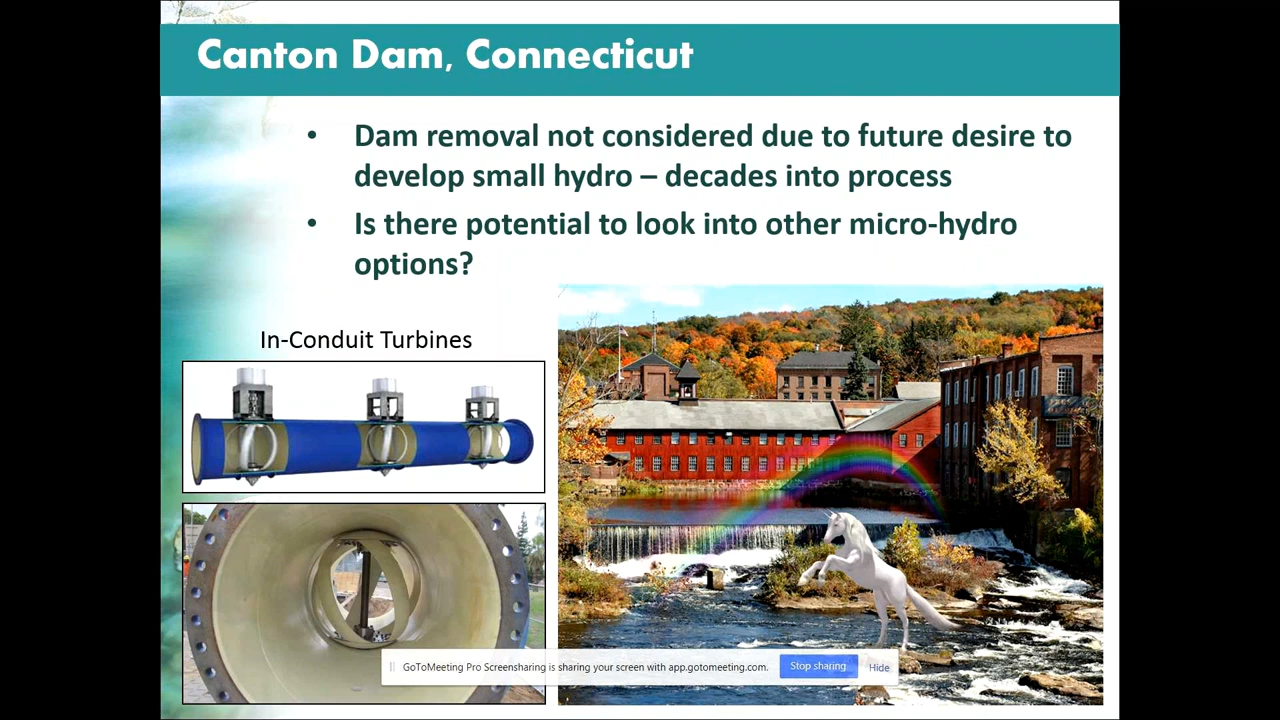 Canton Dam, Connecticut
• Dam removal not considered due to future desire to
develop small hydro – decades into process
• Is there potential to look into other micro-hydro
options?
In-Conduit Turbines
GoToMeeting Pro Screensharing is sharing your screen with app.gotomeeting.com.
Stop sharing
Hide